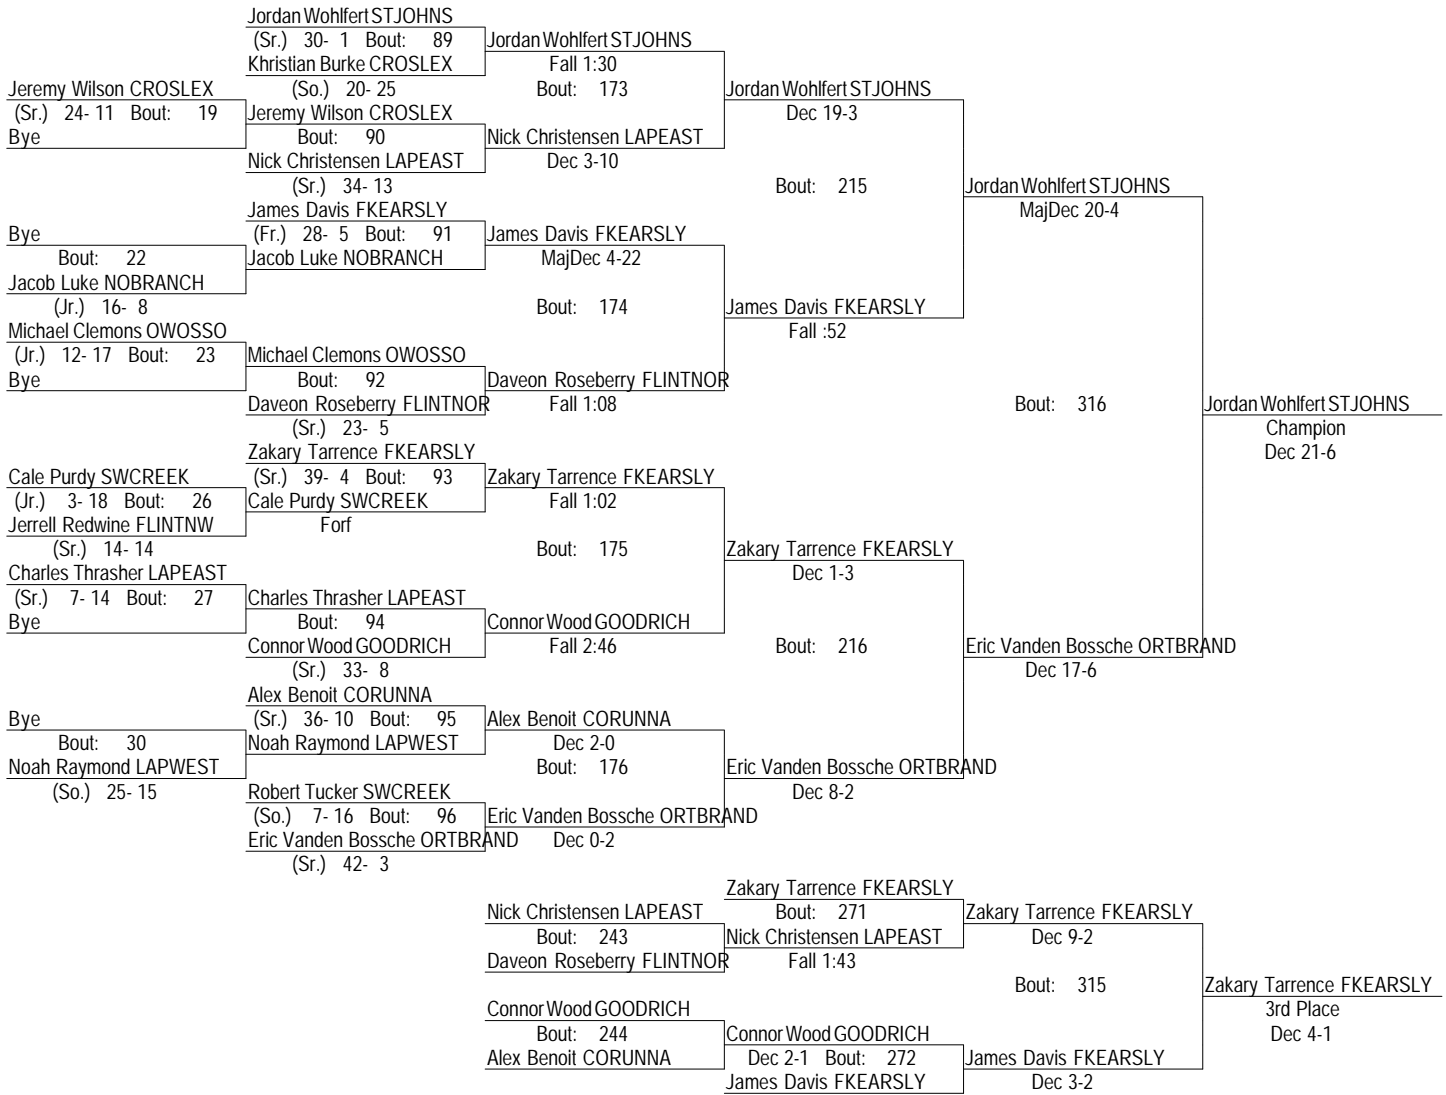 Jordan Wohlfert STJOHNS
(Sr.) 30- 1 Bout: 89 Jordan Wohlfert STJOHNS
Khristian Burke CROSLEX Fall 1:30
Jeremy Wilson CROSLEX (So.) 20- 25 Bout: 173 Jordan Wohlfert STJOHNS
(Sr.) 24- 11 Bout: 19 Jeremy Wilson CROSLEX Dec 19-3
Bye Bout: 90 Nick Christensen LAPEAST
Nick Christensen LAPEAST Dec 3-10
(Sr.) 34- 13 Bout: 215 Jordan Wohlfert STJOHNS
James Davis FKEARSLY MajDec 20-4
Bye (Fr.) 28- 5 Bout: 91 James Davis FKEARSLY
Bout: 22 Jacob Luke NOBRANCH MajDec 4-22
Jacob Luke NOBRANCH
(Jr.) 16- 8 Bout: 174 James Davis FKEARSLY
Michael Clemons OWOSSO Fall :52
(Jr.) 12- 17 Bout: 23 Michael Clemons OWOSSO
Bye Bout: 92 Daveon Roseberry FLINTNOR
Daveon Roseberry FLINTNOR Fall 1:08 Bout: 316 Jordan Wohlfert STJOHNS
(Sr.) 23- 5 Champion
Zakary Tarrence FKEARSLY Dec 21-6
Cale Purdy SWCREEK (Sr.) 39- 4 Bout: 93 Zakary Tarrence FKEARSLY
(Jr.) 3- 18 Bout: 26 Cale Purdy SWCREEK Fall 1:02
Jerrell Redwine FLINTNW Forf
(Sr.) 14- 14 Bout: 175 Zakary Tarrence FKEARSLY
Charles Thrasher LAPEAST Dec 1-3
(Sr.) 7- 14 Bout: 27 Charles Thrasher LAPEAST
Bye Bout: 94 Connor Wood GOODRICH
Connor Wood GOODRICH Fall 2:46 Bout: 216 Eric Vanden Bossche ORTBRAND
(Sr.) 33- 8 Dec 17-6
Alex Benoit CORUNNA
Bye (Sr.) 36- 10 Bout: 95 Alex Benoit CORUNNA
Bout: 30 Noah Raymond LAPWEST Dec 2-0
Noah Raymond LAPWEST Bout: 176 Eric Vanden Bossche ORTBRAND
(So.) 25- 15 Robert Tucker SWCREEK Dec 8-2
(So.) 7- 16 Bout: 96 Eric Vanden Bossche ORTBRAND
Eric Vanden Bossche ORTBRAND Dec 0-2
(Sr.) 42- 3
Zakary Tarrence FKEARSLY
Nick Christensen LAPEAST Bout: 271 Zakary Tarrence FKEARSLY
Bout: 243 Nick Christensen LAPEAST Dec 9-2
Daveon Roseberry FLINTNOR Fall 1:43
Bout: 315 Zakary Tarrence FKEARSLY
Connor Wood GOODRICH 3rd Place
Bout: 244 Connor Wood GOODRICH Dec 4-1
Alex Benoit CORUNNA Dec 2-1 Bout: 272 James Davis FKEARSLY
James Davis FKEARSLY Dec 3-2